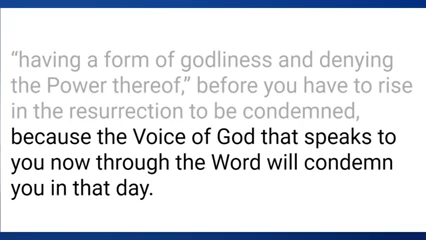 “having a form of godliness and denying
the Power thereof,” before you have to rise
in the resurrection to be condemned,
because the Voice of God that speaks to
you now through the Word will condemn
you in that day.